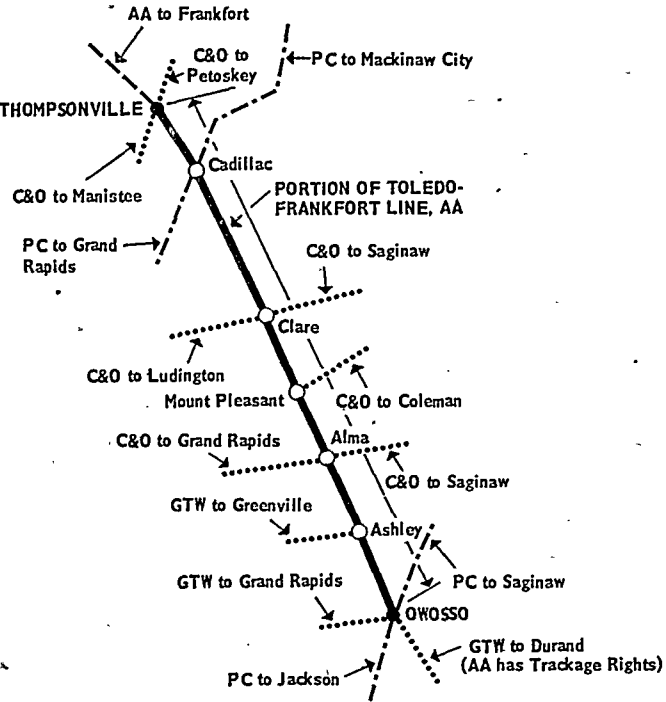 AA to Frankfort
C&O to
Petoskey
PC to Mackinaw City
THOMPSONVILLE
Cadillac
C&O to Manistee
PORTION OF TOLEDO-
FRANKFORT LINE, AA
PC to Grand
Rapids
C&O to Saginaw
Clare
C&O to Ludington
Mount Pleasant
C&O to Coleman
Alma
C&O to Grand Rapids
C&O to Saginaw
GTW to Greenville
Ashley
GTW to Grand Rapids
PC to Saginaw
OWOSSO
GTW to Durand
(AA has Trackage Rights)
PC to Jackson